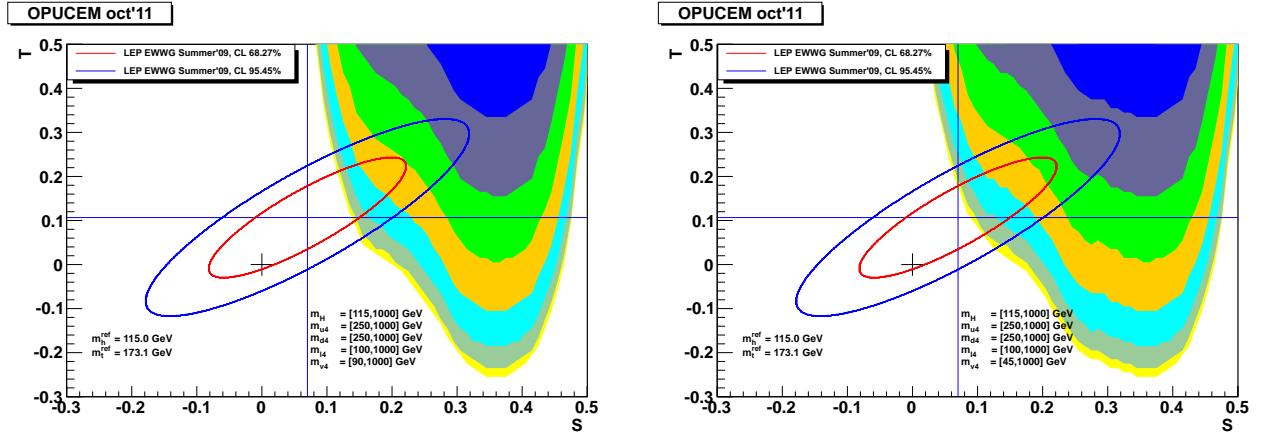 OPUCEM oct'11
T
LEP EWWG Summer'09, CL 68.27%
LEP EWWG Summer'09, CL 95.45%
0.5
0.4
0.3
0.2
0.1
0
-0.1
-0.2
-0.3
m_H = [115,1000] GeV
m_u4 = [250,1000] GeV
m_d4 = [250,1000] GeV
m_l4 = [100,1000] GeV
m_v4 = [90,1000] GeV
m_h^ref = 115.0 GeV
m_t^ref = 173.1 GeV
-0.3 -0.2 -0.1 0 0.1 0.2 0.3 0.4 0.5
S
OPUCEM oct'11
T
LEP EWWG Summer'09, CL 68.27%
LEP EWWG Summer'09, CL 95.45%
0.5
0.4
0.3
0.2
0.1
0
-0.1
-0.2
-0.3
m_H = [115,1000] GeV
m_u4 = [250,1000] GeV
m_d4 = [250,1000] GeV
m_l4 = [100,1000] GeV
m_v4 = [45,1000] GeV
m_h^ref = 115.0 GeV
m_t^ref = 173.1 GeV
-0.3 -0.2 -0.1 0 0.1 0.2 0.3 0.4 0.5
S